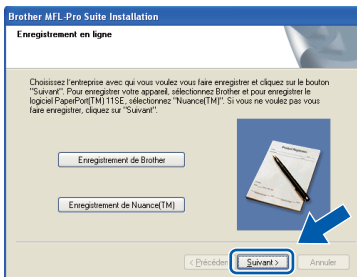 Brother MFL-Pro Suite Installation
Enregistrement en ligne
Choisissez l'entreprise avec qui vous voulez vous faire enregistrer et cliquez sur le bouton
"Suivant". Pour enregistrer votre appareil, sélectionnez Brother et pour enregistrer le
logiciel PaperPort(TM) 11SE, sélectionnez "Nuance(TM)". Si vous ne voulez pas vous
faire enregistrer, cliquez sur "Suivant".
Enregistrement de Brother
Product Registration
Enregistrement de Nuance(TM)
< Précéden Suivant > Annuler